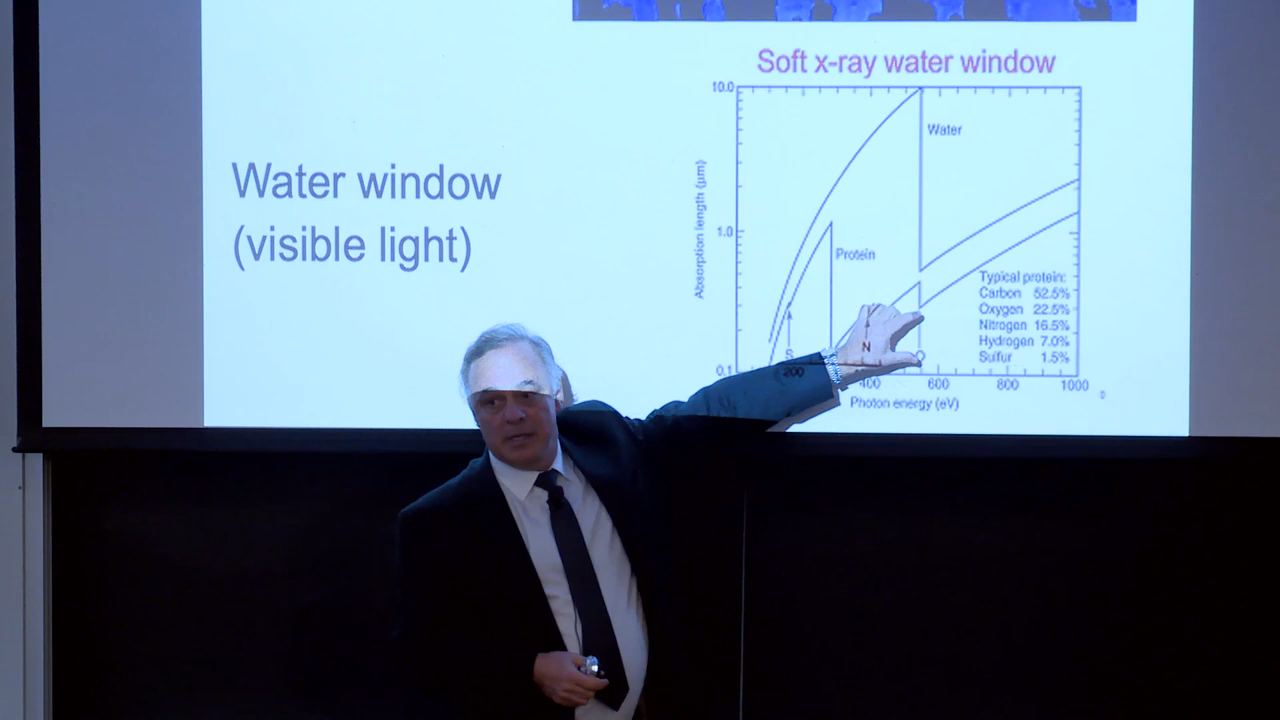 Soft x-ray water window
Water window
(visible light)
10.0
1.0
0.1
Absorption length (µm)
Water
Protein
Typical protein:
Carbon 52.5%
Oxygen 22.5%
Nitrogen 16.5%
Hydrogen 7.0%
Sulfur 1.5%
S
N
O
200
400
600
800
1000
Photon energy (eV)